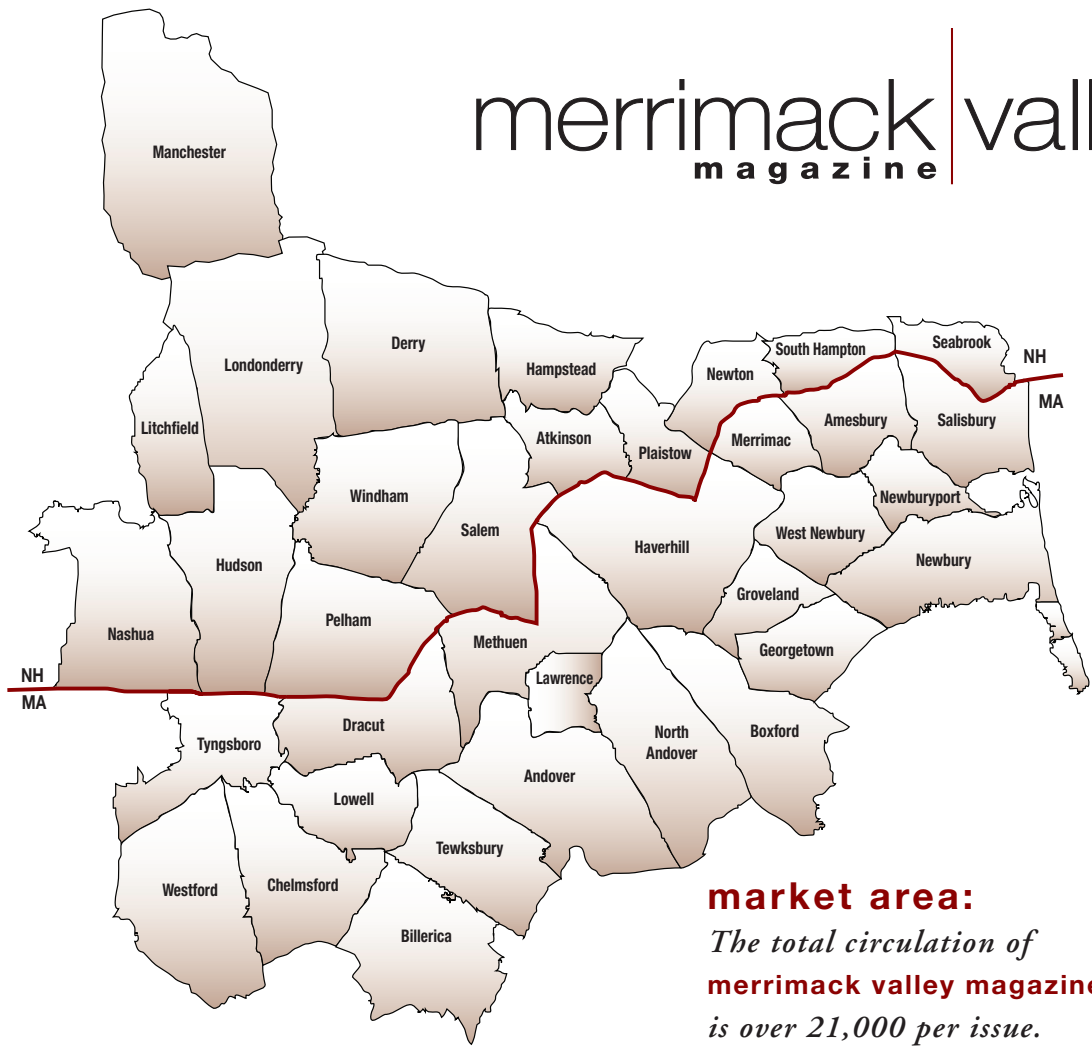 merrimack vall
magazine
Manchester
Londonderry
Derry
Hampstead
Newton
South Hampton
Seabrook
NH
MA
Litchfield
Atkinson
Plaistow
Merrimac
Amesbury
Salisbury
Windham
Salem
Haverhill
West Newbury
Newburyport
Newbury
Hudson
Groveland
Nashua
Pelham
Methuen
Georgetown
NH
MA
Lawrence
Tyngsboro
Dracut
North
Andover
Boxford
Andover
Lowell
Tewksbury
Westford
Chelmsford
Billerica
market area:
The total circulation of
merrimack valley magazine
is over 21,000 per issue.